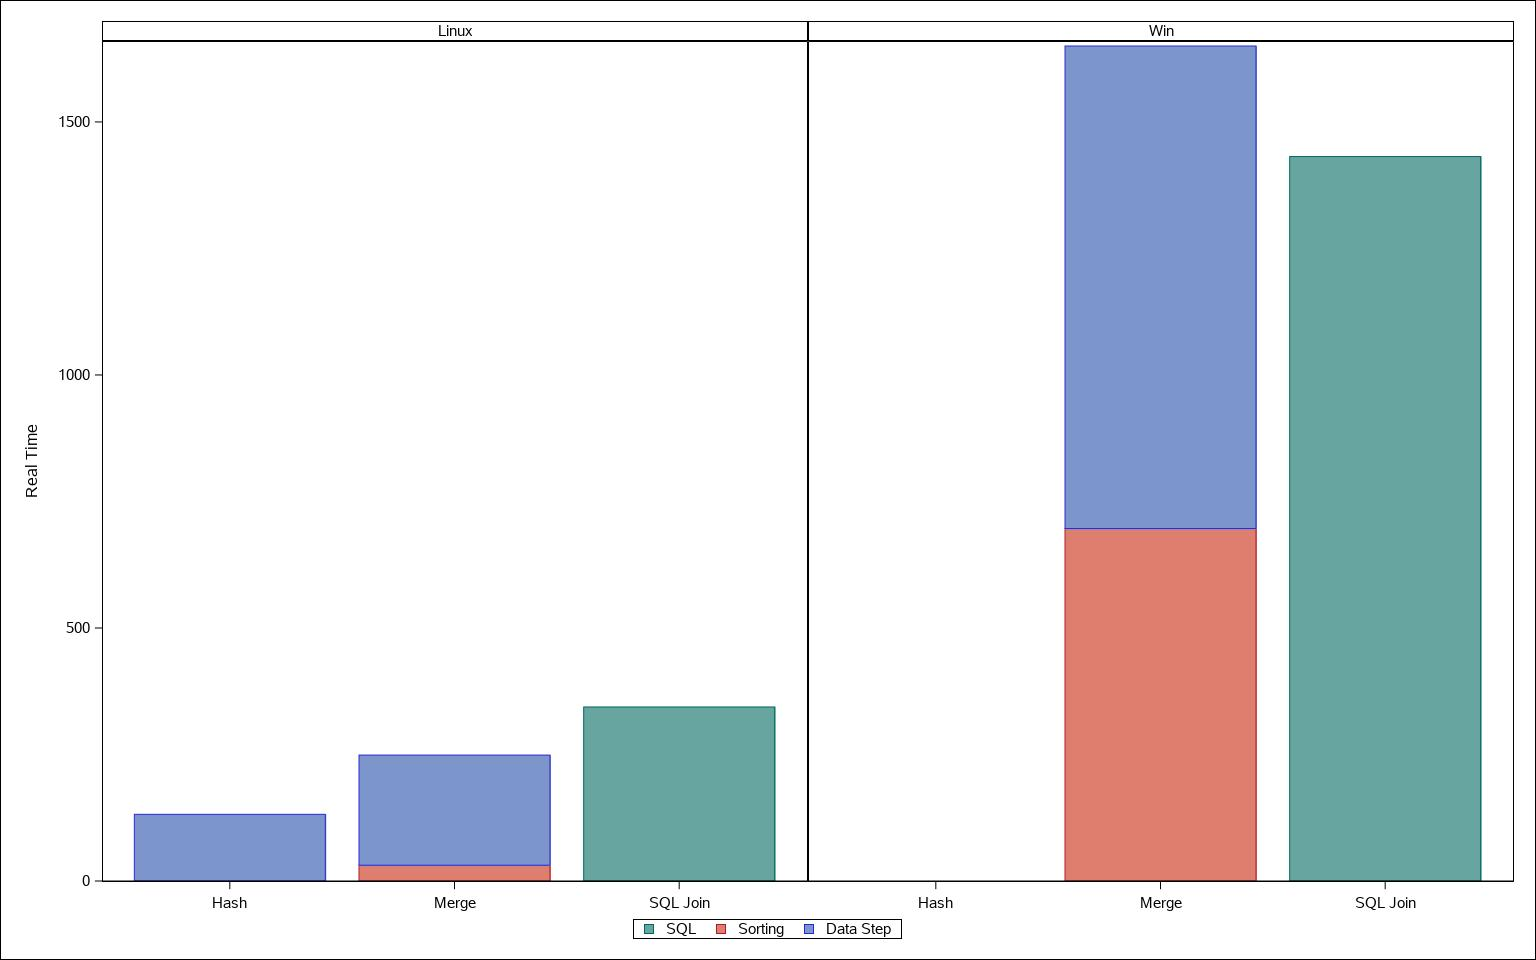 Linux Win
1500
1000
500
0
Real Time
Hash Merge SQL Join Hash Merge SQL Join
SQL Sorting Data Step